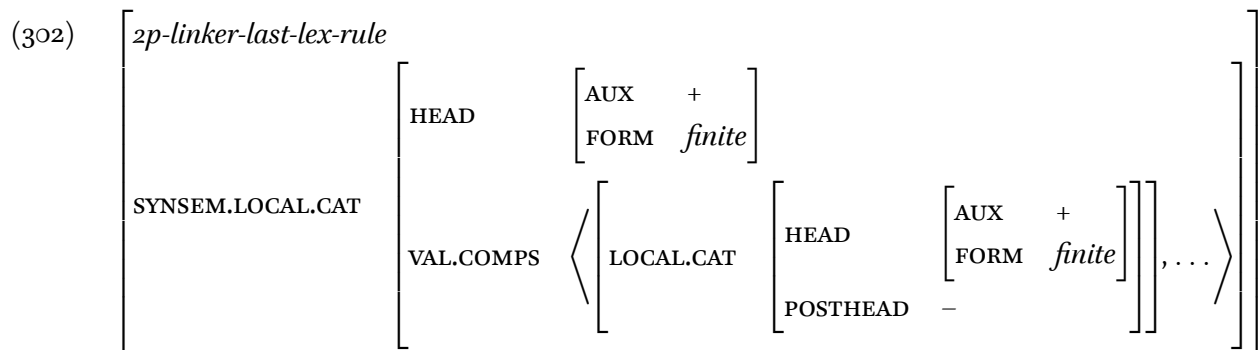 (302) 2p-linker-last-lex-rule
HEAD AUX +
FORM finite
SYNSEM.LOCAL.CAT
VAL.COMPS ⟨ LOCAL.CAT HEAD AUX +
FORM finite , . . . ⟩
POSTHEAD –